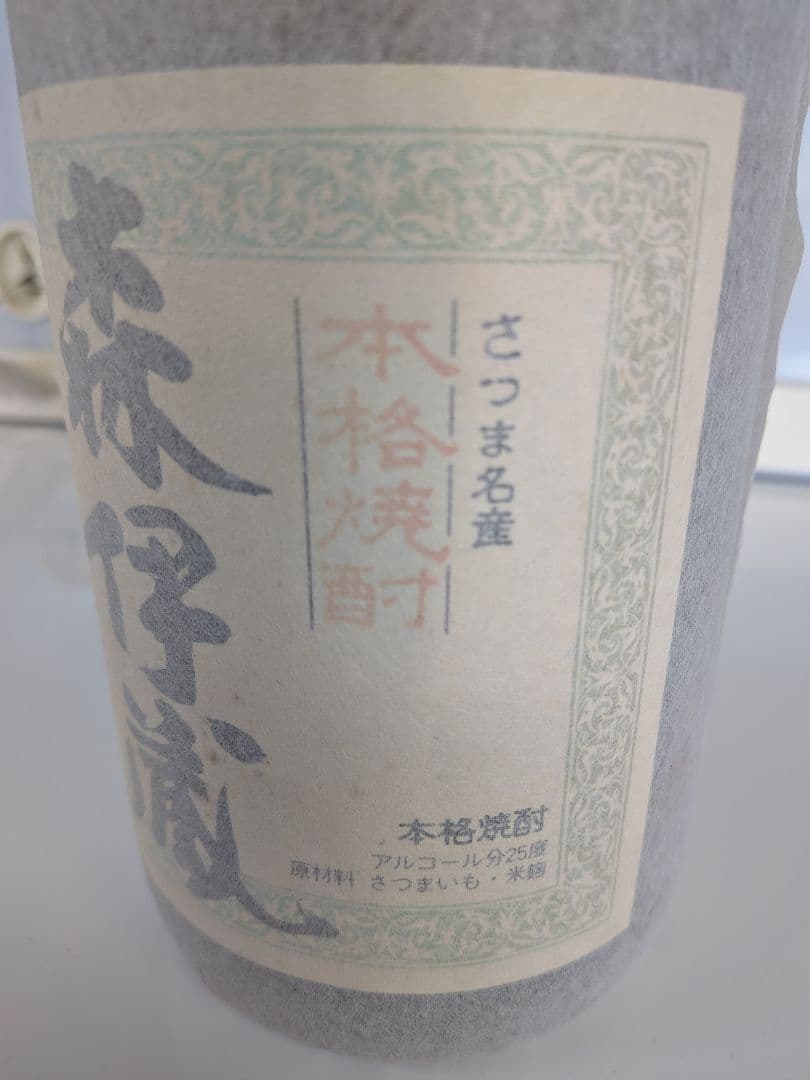 さつま名産
本格焼酎
森伊蔵
本格焼酎
アルコール分25度
原材料 さつまいも・米麹